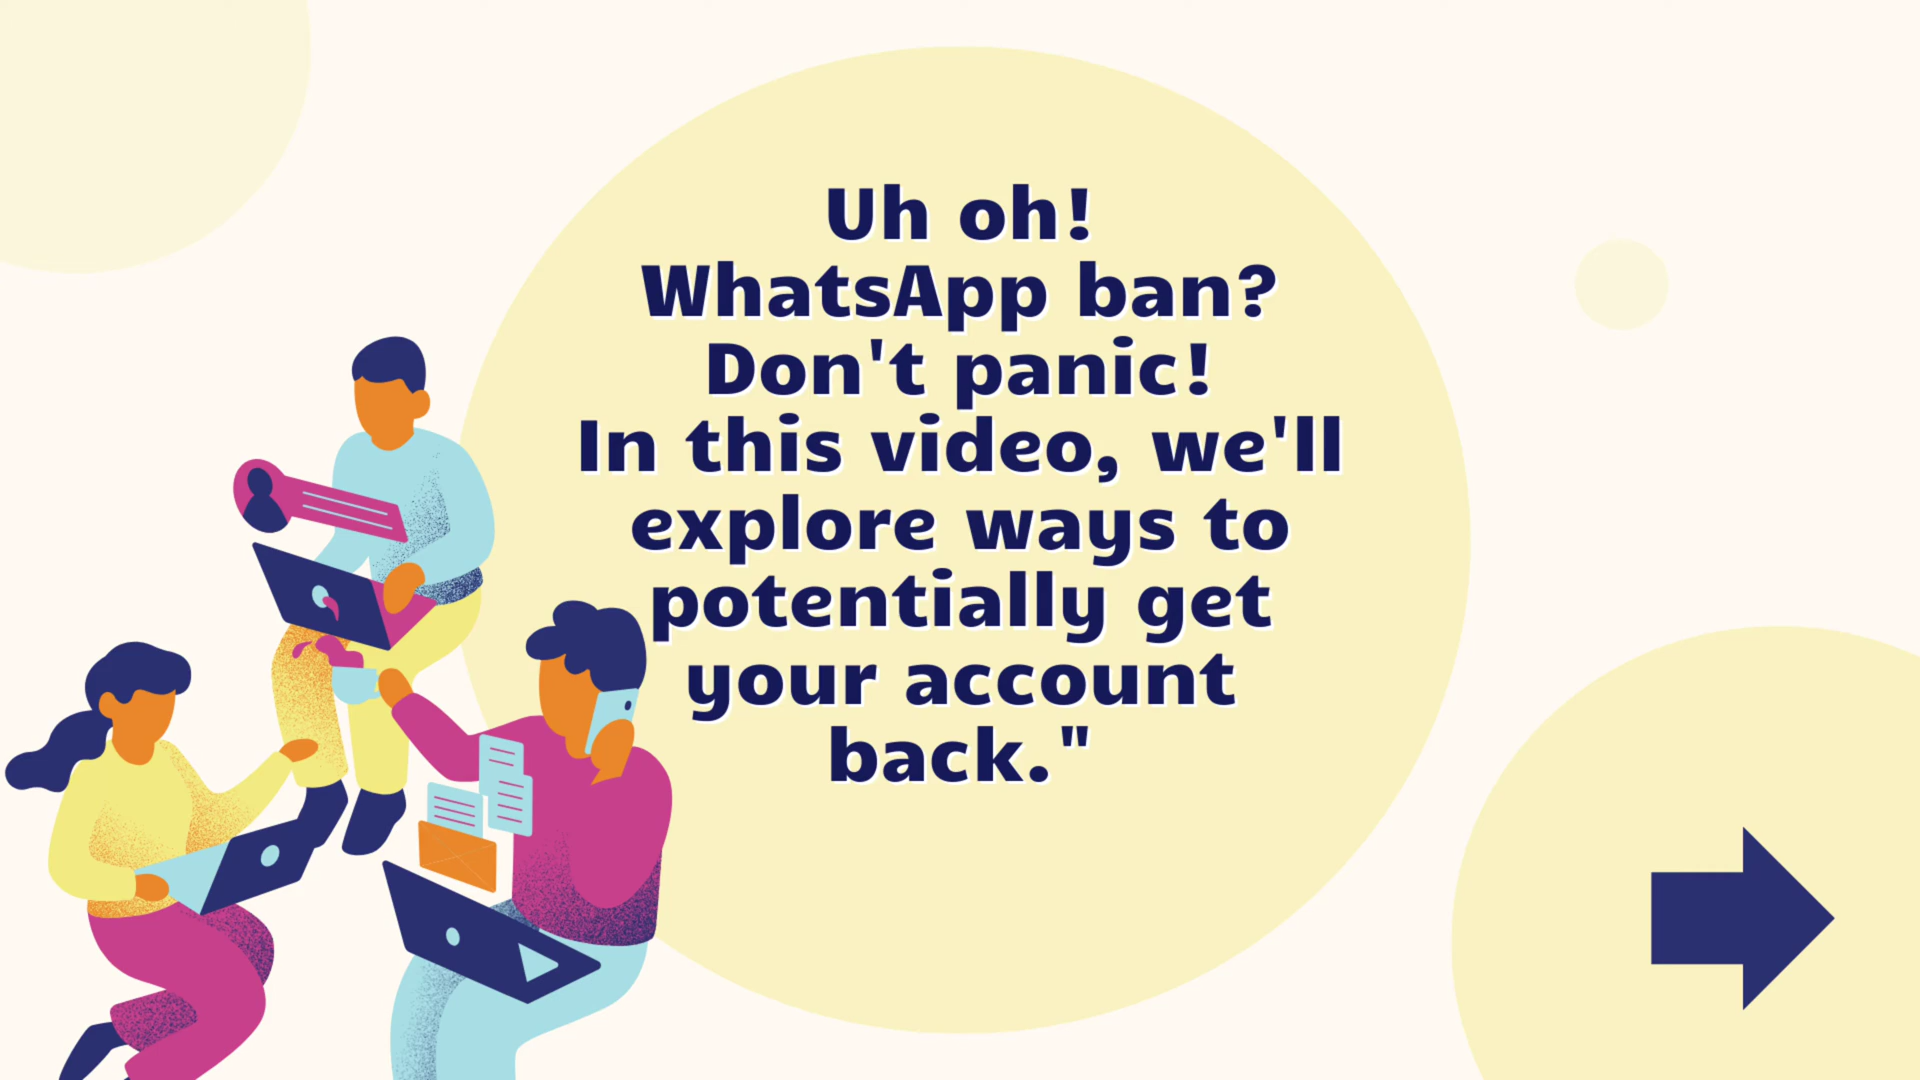 Uh oh!
WhatsApp ban?
Don't panic!
In this video, we'll
explore ways to
potentially get
your account
back."